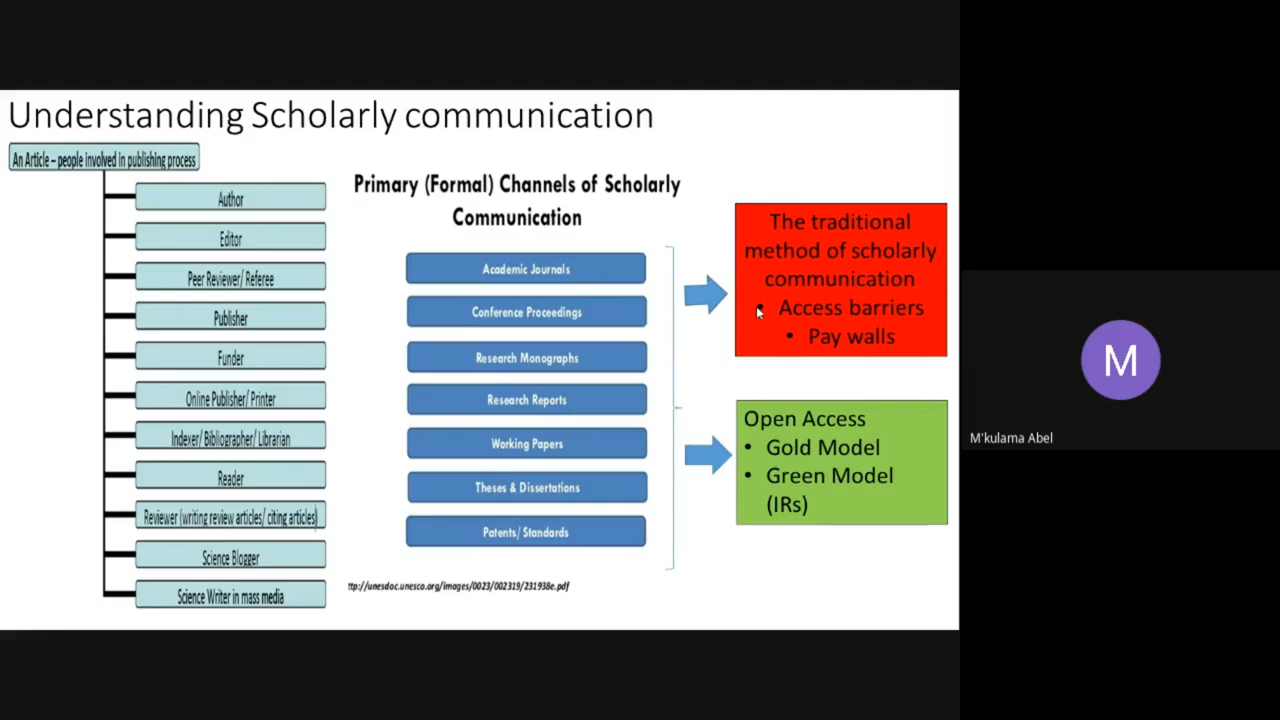 Understanding Scholarly communication
An Article – people involved in publishing process
Author
Editor
Peer Reviewer/ Referee
Publisher
Funder
Online Publisher/ Printer
Indexer/ Bibliographer/ Librarian
Reader
Reviewer (writing review articles/ citing articles)
Science Blogger
Science Writer in mass media
Primary (Formal) Channels of Scholarly
Communication
Academic Journals
Conference Proceedings
Research Monographs
Research Reports
Working Papers
Theses & Dissertations
Patents/ Standards
ttp://unesdoc.unesco.org/images/0023/002319/231938e.pdf
The traditional
method of scholarly
communication
• Access barriers
• Pay walls
Open Access
• Gold Model
• Green Model
(IRs)
M
M'kulama Abel